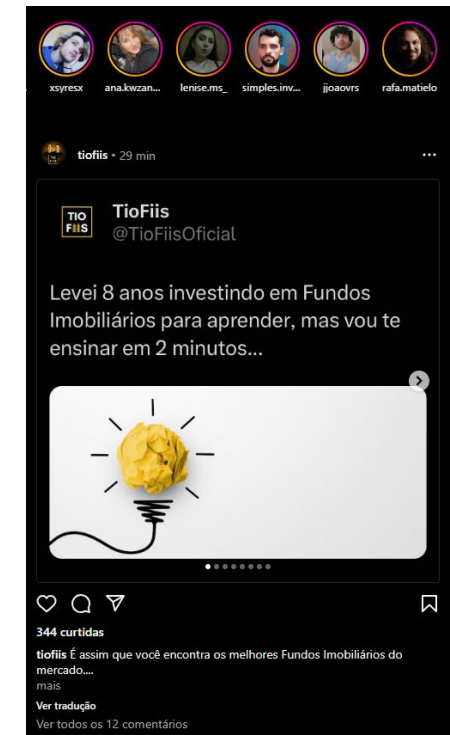 xsyresx ana.kwzan... lenise.ms_ simples.inv... jjoaovrs rafa.matielo
tiofiis • 29 min
TIO
FIIS
TioFiis
@TioFiisOficial
Levei 8 anos investindo em Fundos
Imobiliários para aprender, mas vou te
ensinar em 2 minutos...
344 curtidas
tiofiis É assim que você encontra os melhores Fundos Imobiliários do
mercado....
mais
Ver tradução
Ver todos os 12 comentários